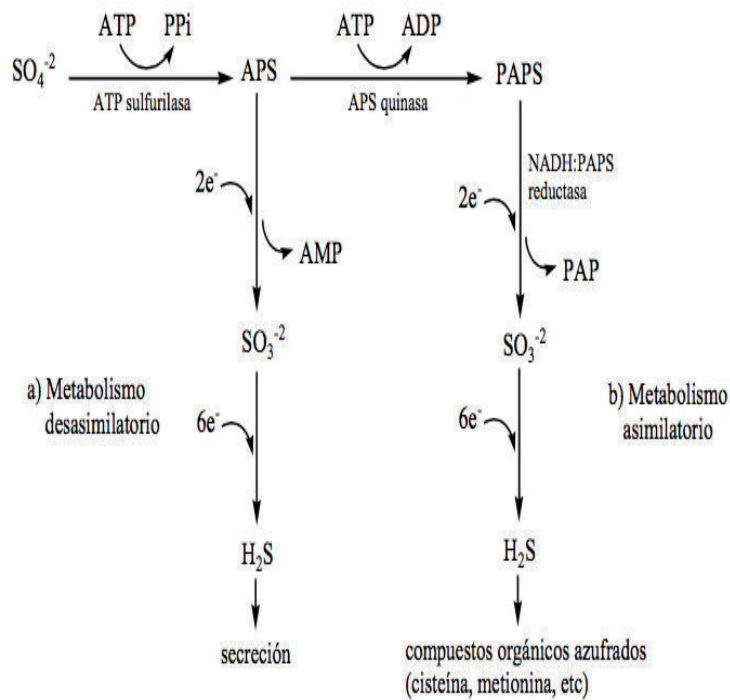 ATP PPi ATP ADP
SO₄⁻² APS PAPS
ATP sulfurilasa APS quinasa
NADH:PAPS
reductasa
2e⁻ 2e⁻
AMP PAP
SO₃⁻² SO₃⁻²
a) Metabolismo
desasimilatorio
b) Metabolismo
asimilatorio
6e⁻ 6e⁻
H₂S H₂S
secreción
compuestos orgánicos azufrados
(cisteína, metionina, etc)